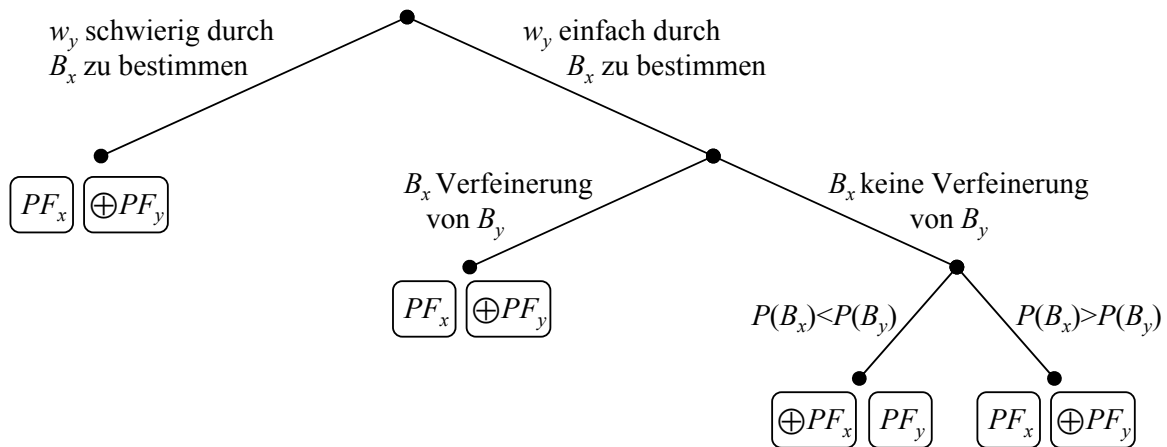 w_y schwierig durch
B_x zu bestimmen
w_y einfach durch
B_x zu bestimmen
PF_x ⊕PF_y
B_x Verfeinerung
von B_y
B_x keine Verfeinerung
von B_y
PF_x ⊕PF_y
P(B_x)<P(B_y)
P(B_x)>P(B_y)
⊕PF_x PF_y
PF_x ⊕PF_y